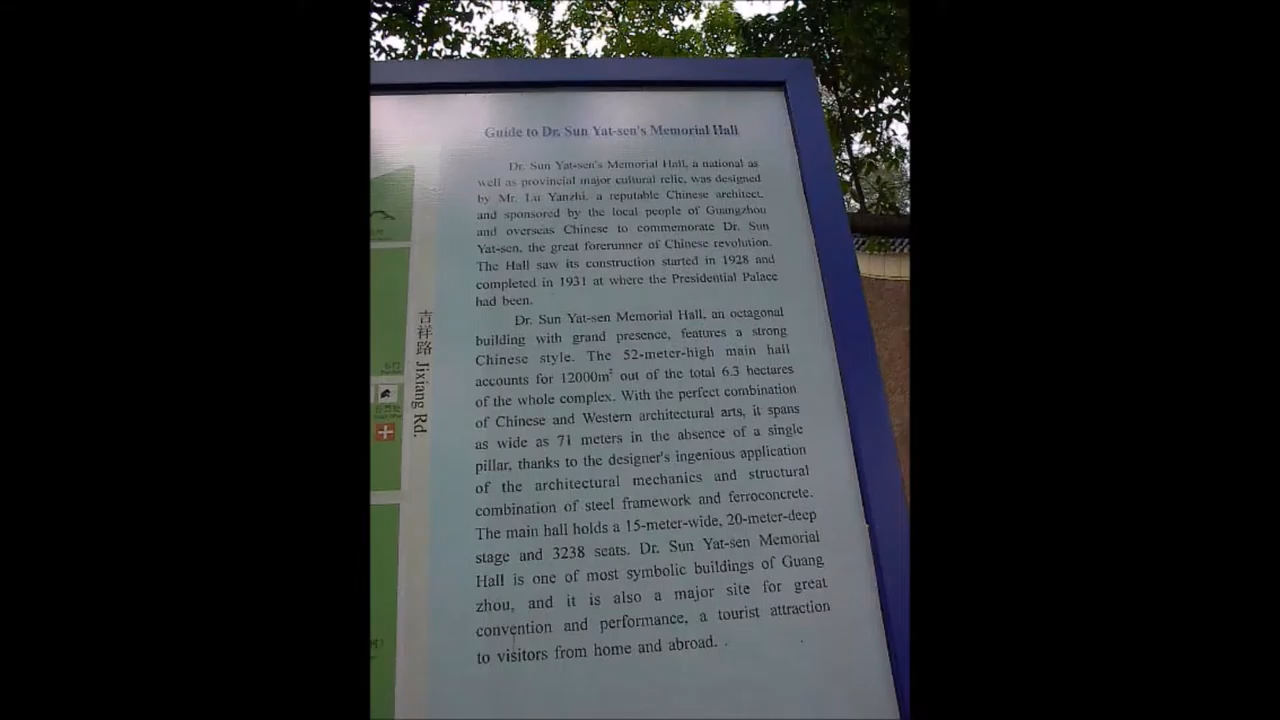 Guide to Dr. Sun Yat-sen's Memorial Hall
Dr. Sun Yat-sen's Memorial Hall, a national as
well as provincial major cultural relic, was designed
by Mr. Lu Yanzhi, a reputable Chinese architect,
and sponsored by the local people of Guangzhou
and overseas Chinese to commemorate Dr. Sun
Yat-sen, the great forerunner of Chinese revolution.
The Hall saw its construction started in 1928 and
completed in 1931 at where the Presidential Palace
had been.
Dr. Sun Yat-sen Memorial Hall, an octagonal
building with grand presence, features a strong
Chinese style. The 52-meter-high main hall
accounts for 12000m² out of the total 6.3 hectares
of the whole complex. With the perfect combination
of Chinese and Western architectural arts, it spans
as wide as 71 meters in the absence of a single
pillar, thanks to the designer's ingenious application
of the architectural mechanics and structural
combination of steel framework and ferroconcrete.
The main hall holds a 15-meter-wide, 20-meter-deep
stage and 3238 seats. Dr. Sun Yat-sen Memorial
Hall is one of most symbolic buildings of Guang
zhou, and it is also a major site for great
convention and performance, a tourist attraction
to visitors from home and abroad.
吉祥路 Jixiang Rd.